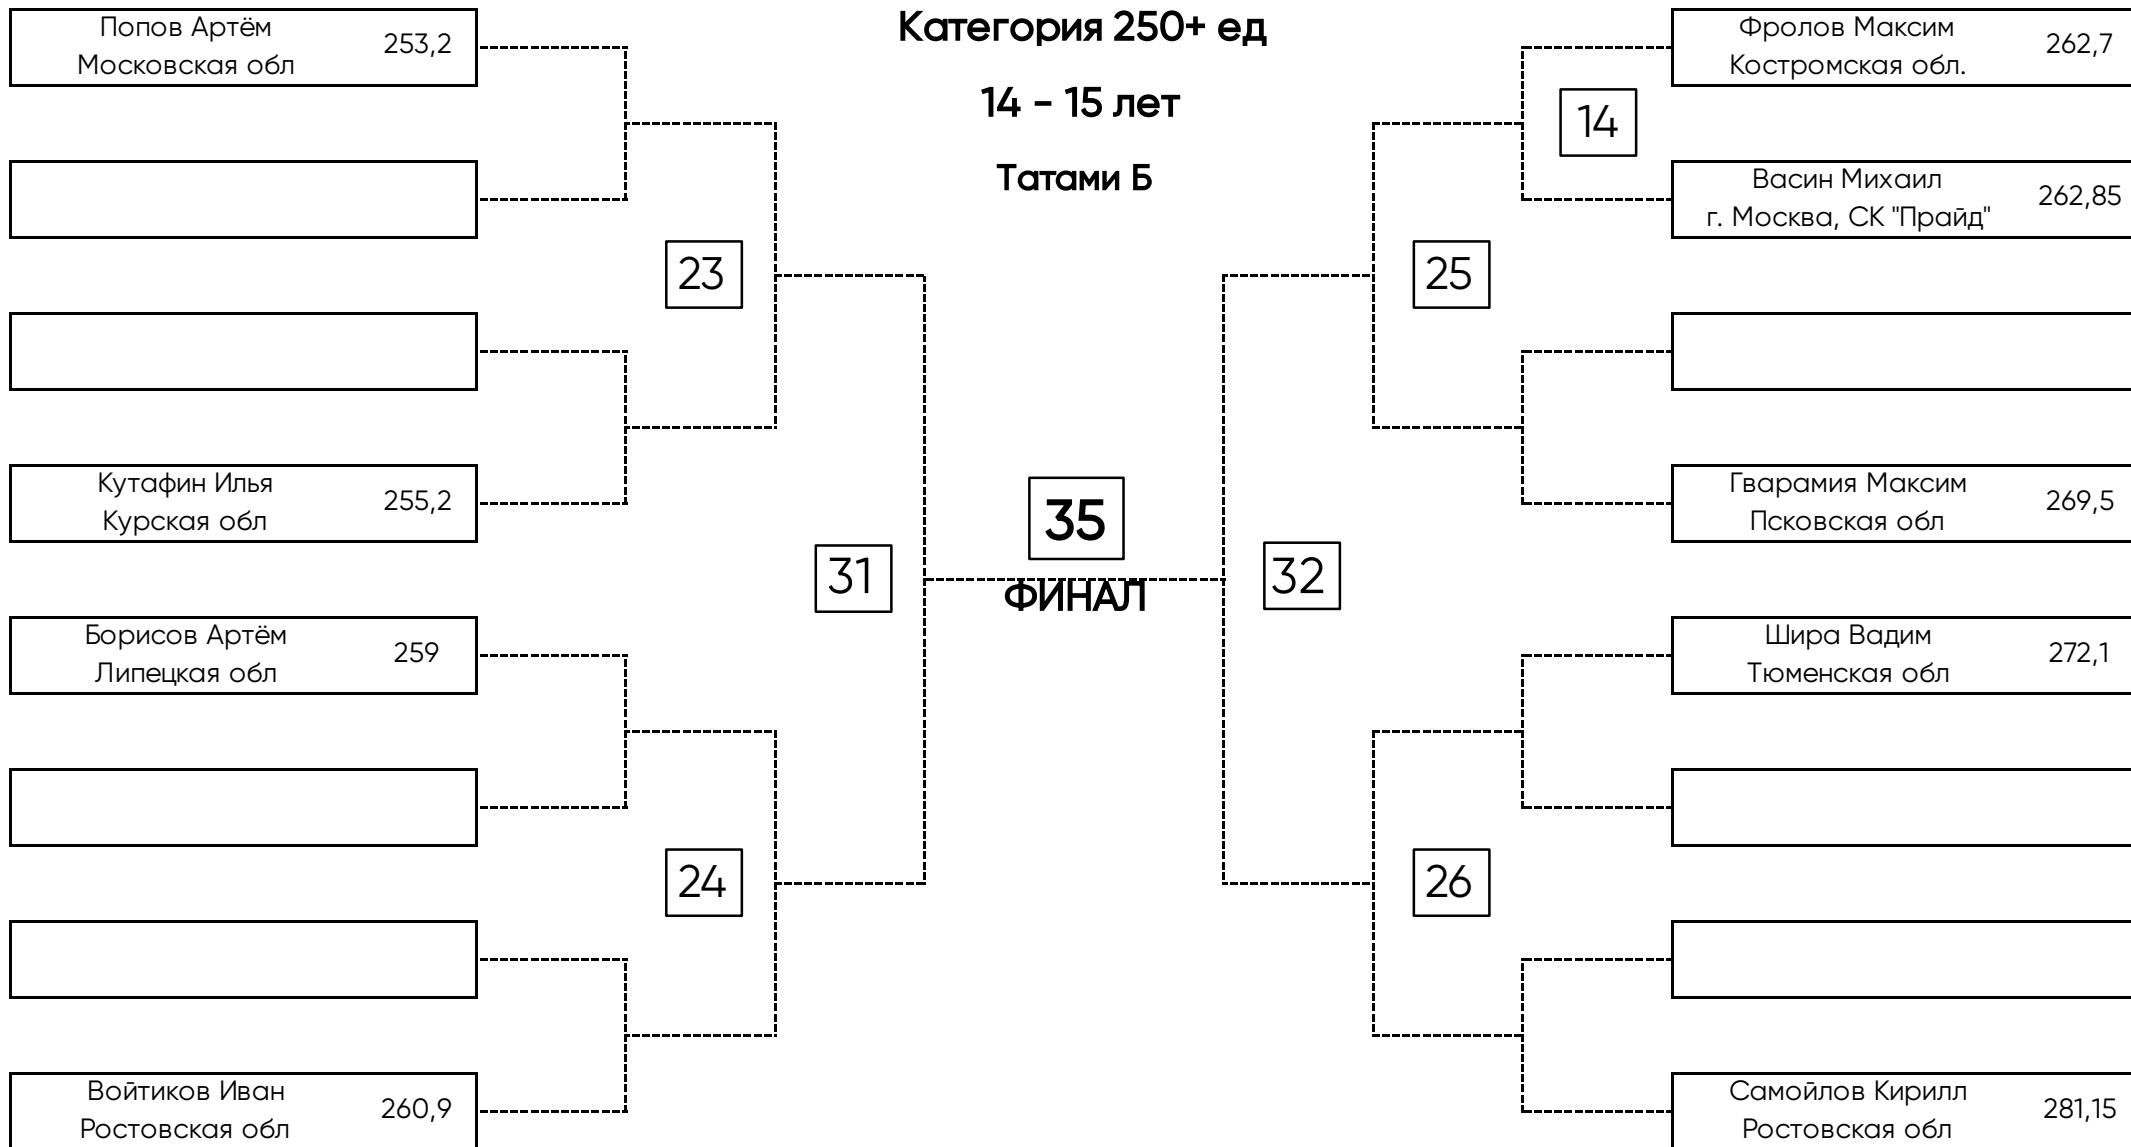 Категория 250+ ед
14 - 15 лет
Татами Б
Попов Артём
Московская обл
253,2
Кутафин Илья
Курская обл
255,2
Борисов Артём
Липецкая обл
259
Войтиков Иван
Ростовская обл
260,9
23
24
31
35
ФИНАЛ
32
25
26
14
Фролов Максим
Костромская обл.
262,7
Васин Михаил
г. Москва, СК "Прайд"
262,85
Гварамия Максим
Псковская обл
269,5
Шира Вадим
Тюменская обл
272,1
Самойлов Кирилл
Ростовская обл
281,15